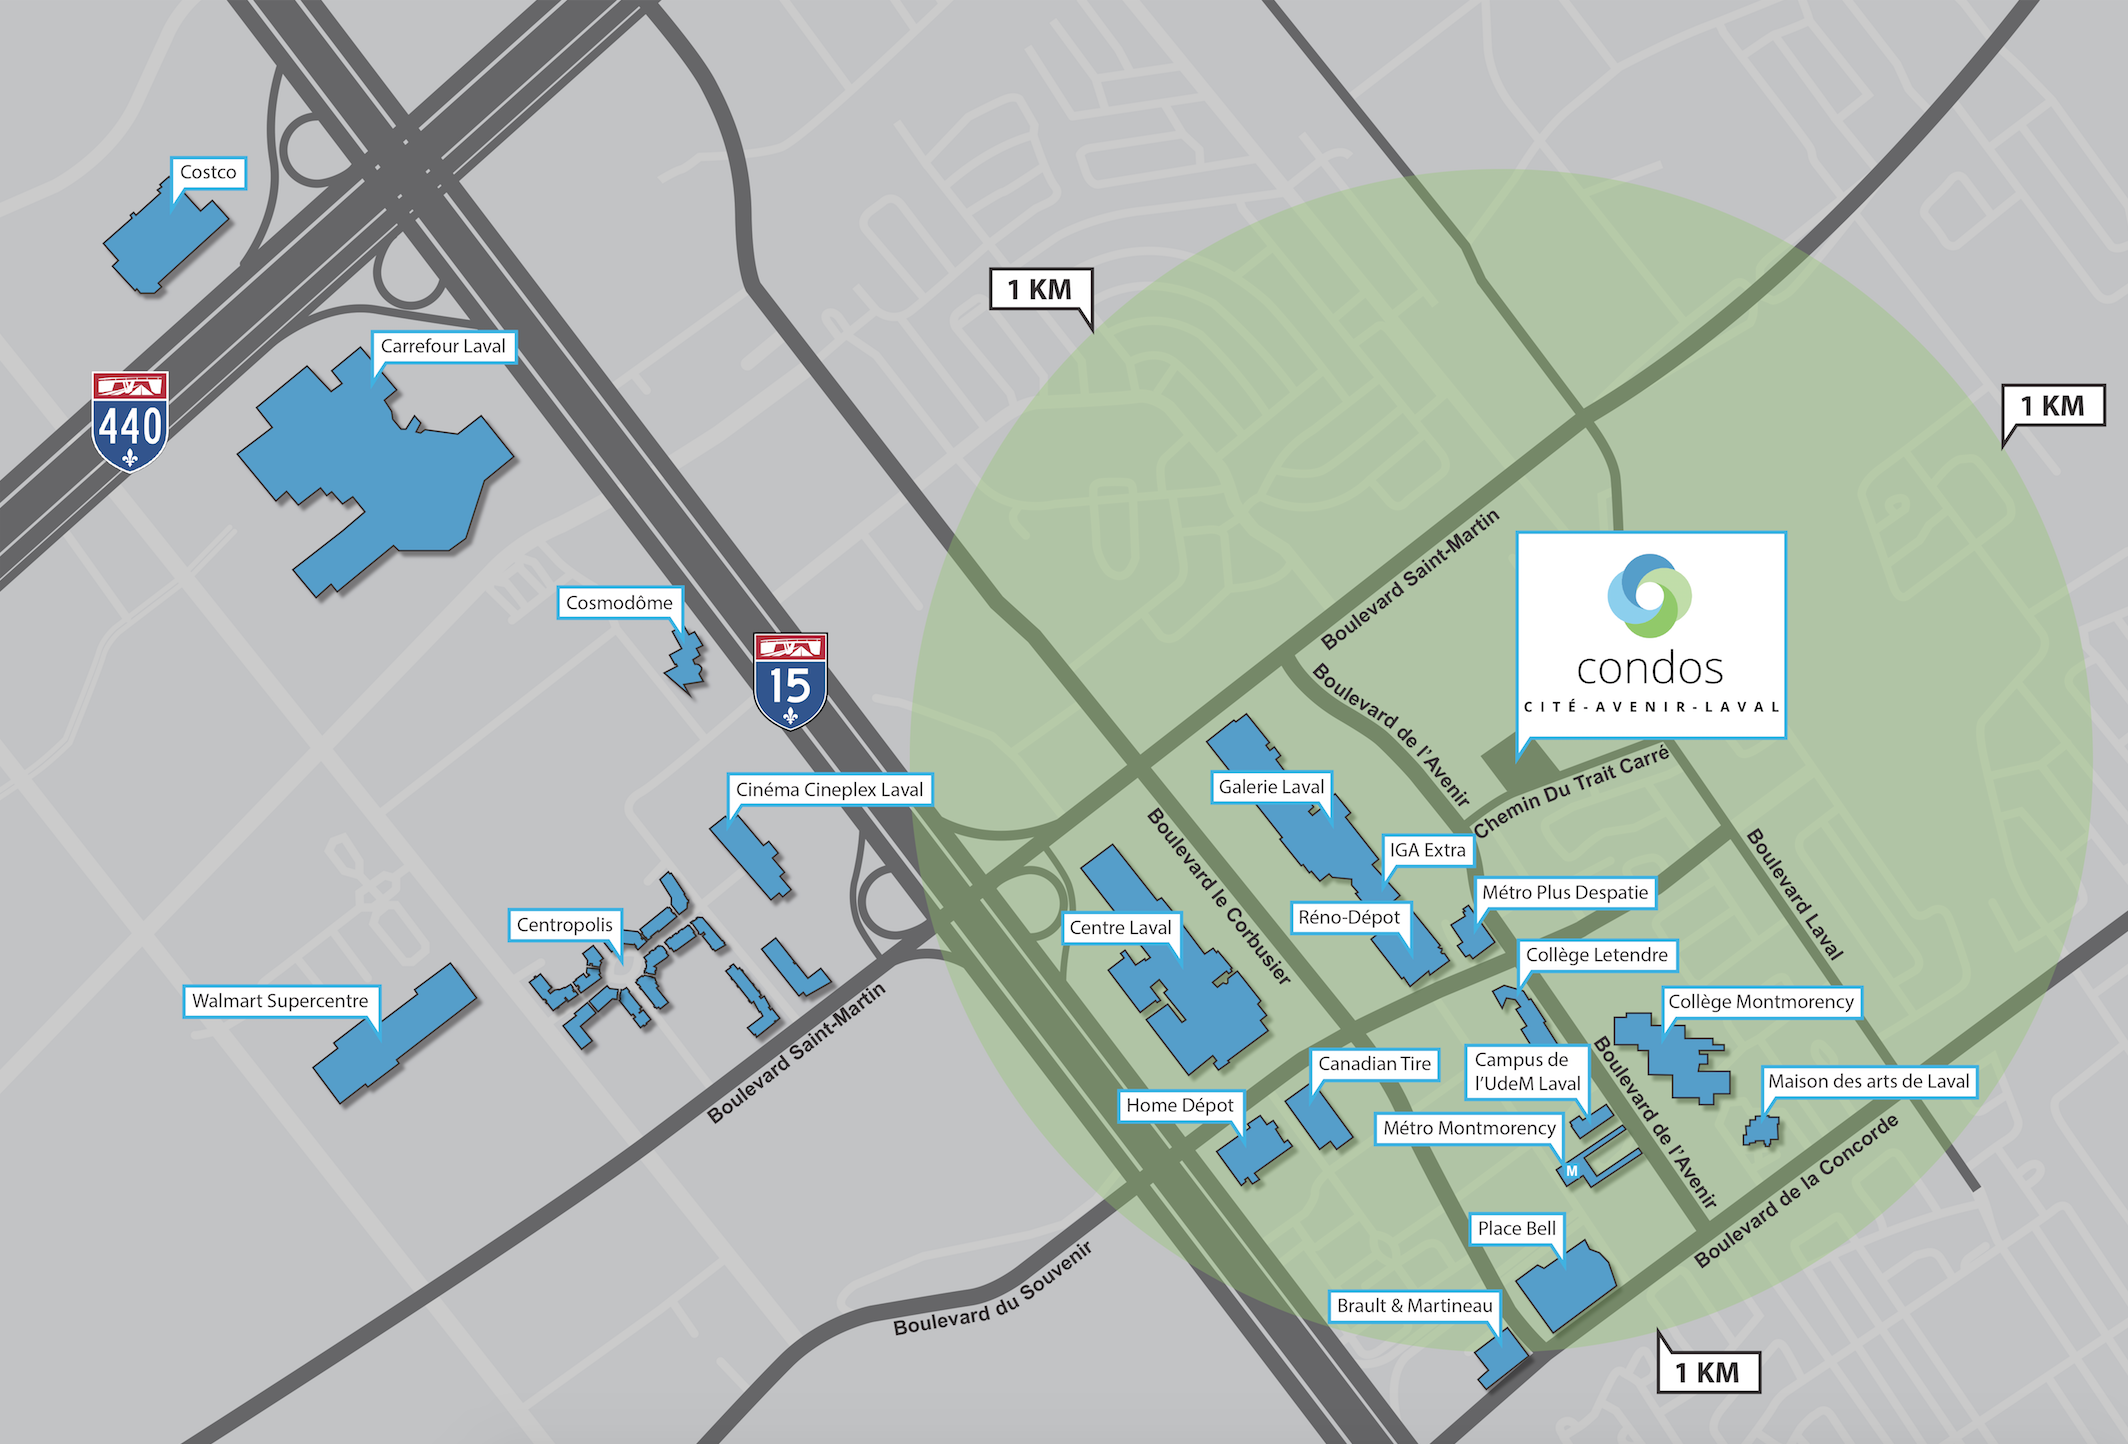 Costco
Carrefour Laval
440
1 KM
1 KM
Boulevard Saint-Martin
condos
CITÉ-AVENIR-LAVAL
Cosmodôme
15
Boulevard de l'Avenir
Chemin Du Trait Carré
Cinéma Cineplex Laval
Galerie Laval
Boulevard le Corbusier
IGA Extra
Boulevard Laval
Métro Plus Despatie
Réno-Dépot
Centre Laval
Centropolis
Collège Letendre
Walmart Supercentre
Collège Montmorency
Boulevard Saint-Martin
Canadian Tire
Campus de
l'UdeM Laval
Boulevard de l'Avenir
Maison des arts de Laval
Home Dépot
Métro Montmorency
M
Boulevard de la Concorde
Place Bell
Boulevard du Souvenir
Brault & Martineau
1 KM